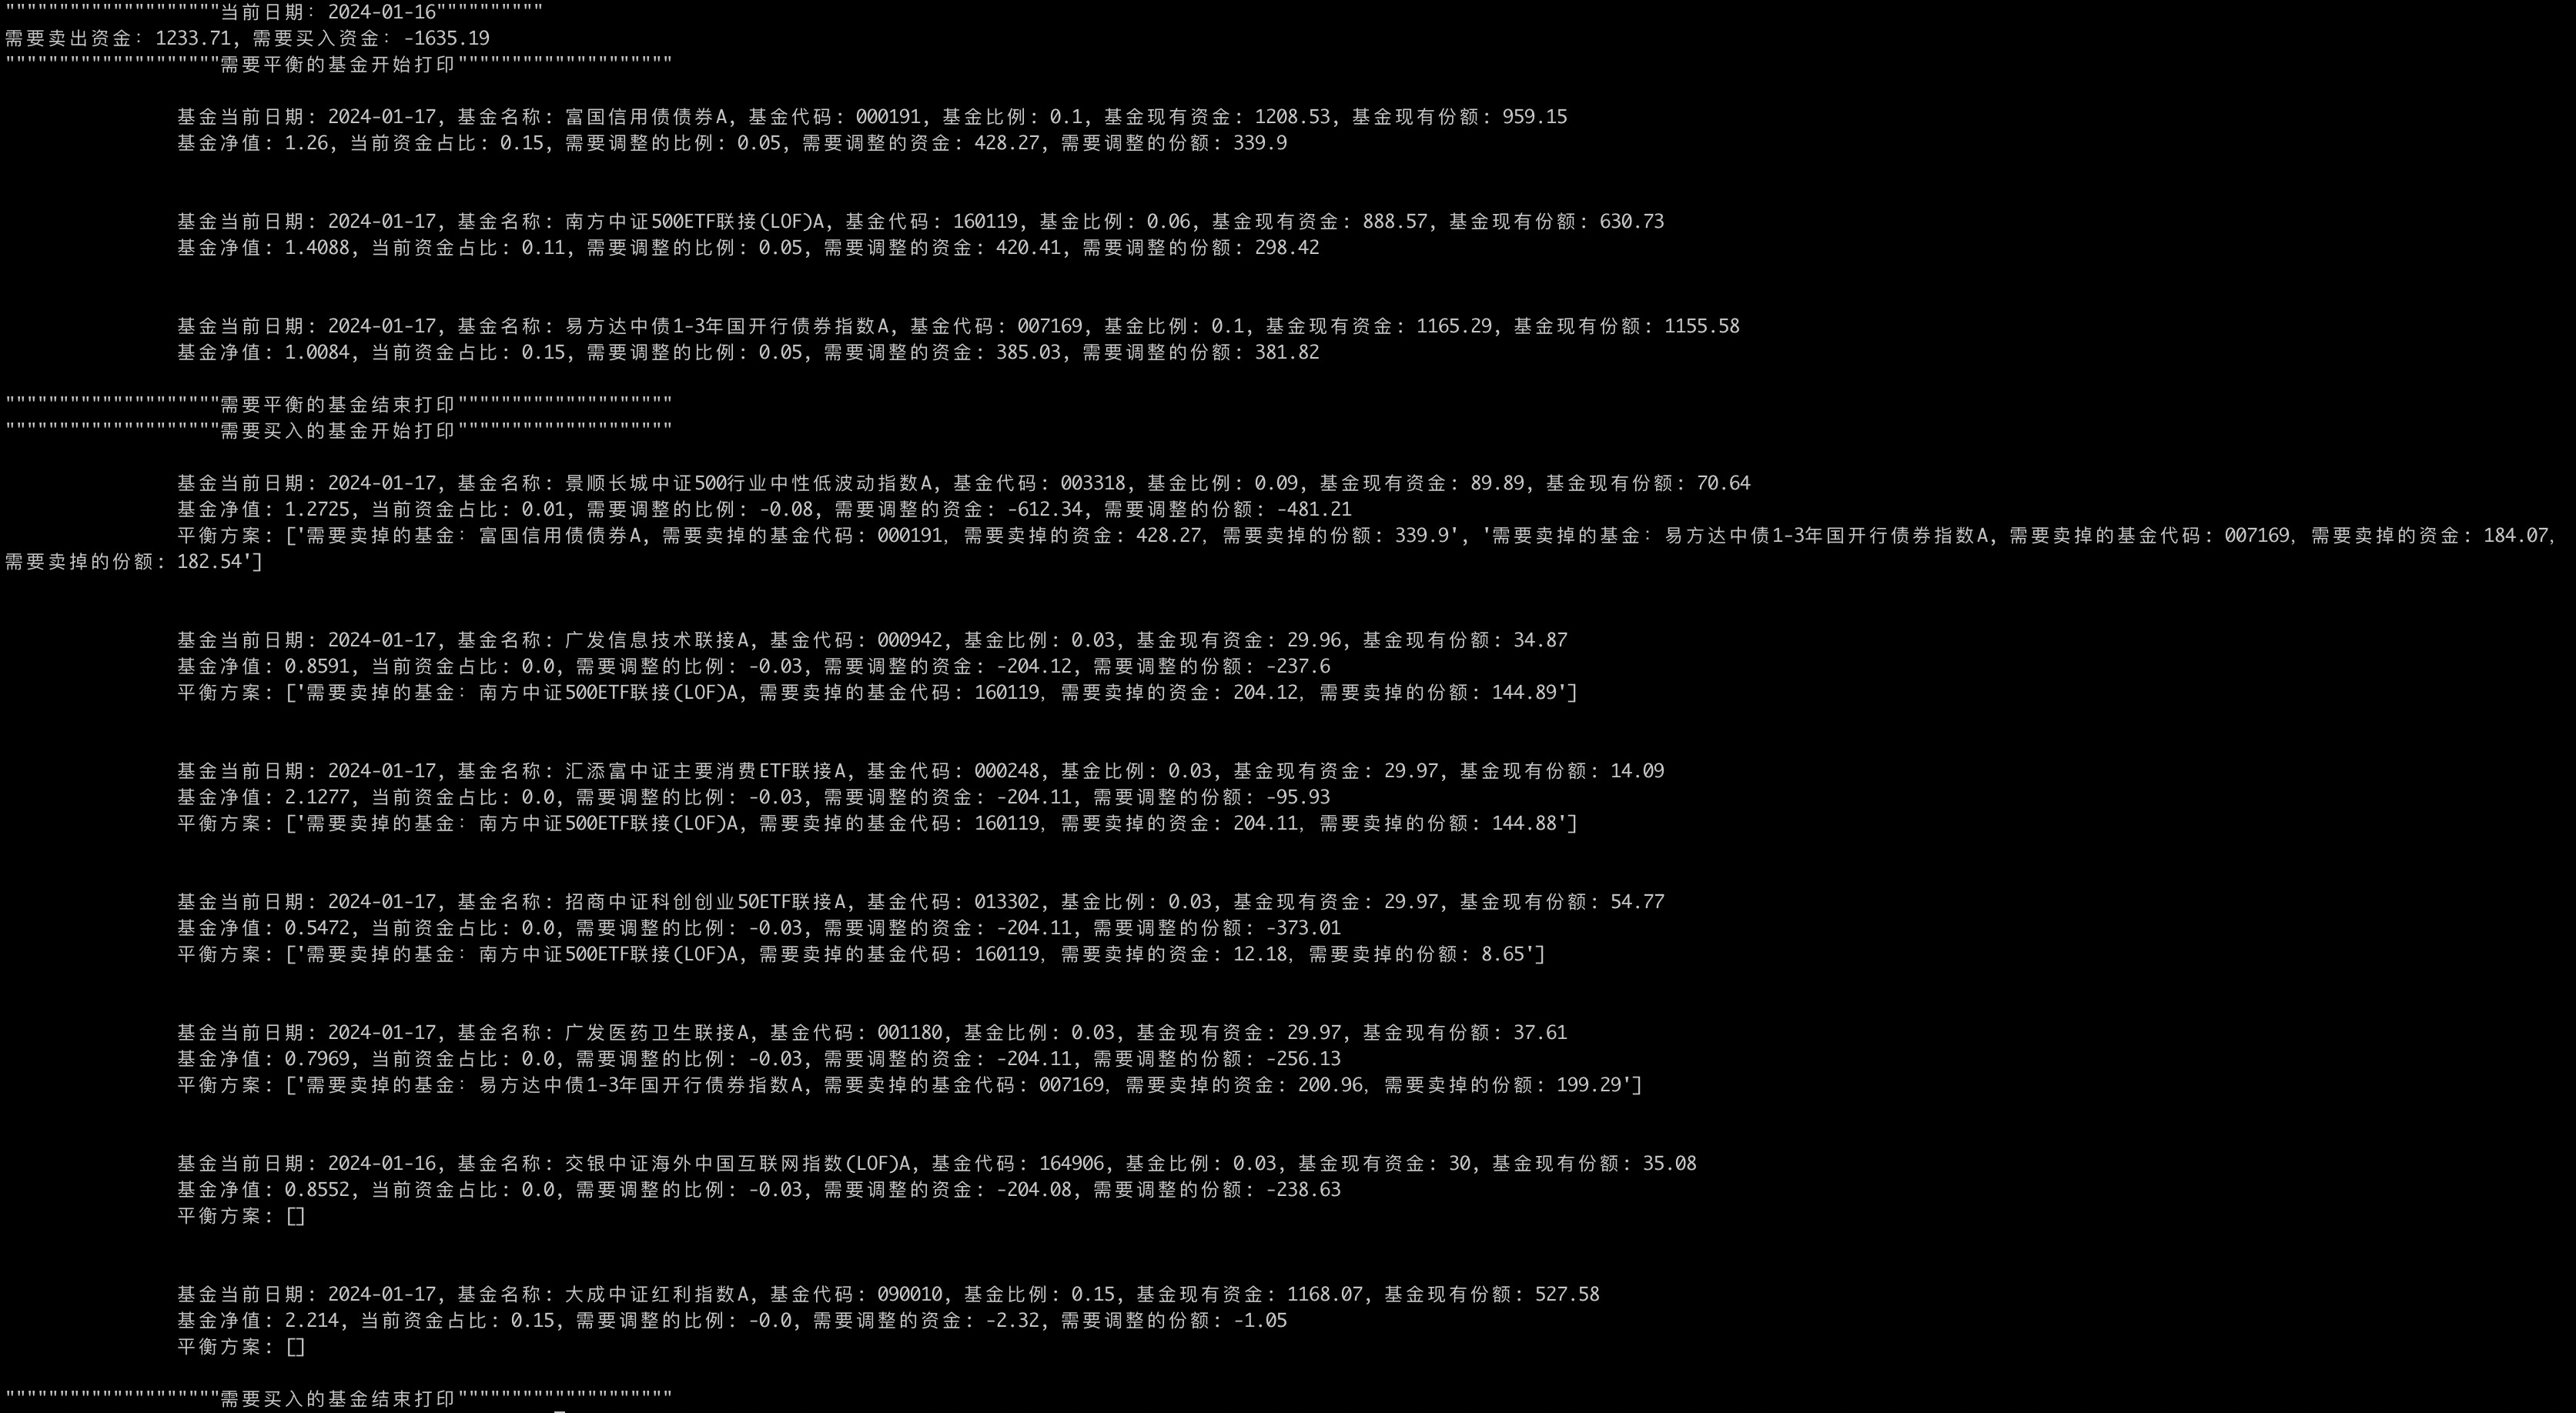 """"""""""""""""""""当前日期: 2024-01-16""""""""""
需要卖出资金: 1233.71, 需要买入资金: -1635.19
""""""""""""""""""""需要平衡的基金开始打印""""""""""""""""""""
基金当前日期: 2024-01-17, 基金名称: 富国信用债债券A, 基金代码: 000191, 基金比例: 0.1, 基金现有资金: 1208.53, 基金现有份额: 959.15
基金净值: 1.26, 当前资金占比: 0.15, 需要调整的比例: 0.05, 需要调整的资金: 428.27, 需要调整的份额: 339.9
基金当前日期: 2024-01-17, 基金名称: 南方中证500ETF联接(LOF)A, 基金代码: 160119, 基金比例: 0.06, 基金现有资金: 888.57, 基金现有份额: 630.73
基金净值: 1.4088, 当前资金占比: 0.11, 需要调整的比例: 0.05, 需要调整的资金: 420.41, 需要调整的份额: 298.42
基金当前日期: 2024-01-17, 基金名称: 易方达中债1-3年国开行债券指数A, 基金代码: 007169, 基金比例: 0.1, 基金现有资金: 1165.29, 基金现有份额: 1155.58
基金净值: 1.0084, 当前资金占比: 0.15, 需要调整的比例: 0.05, 需要调整的资金: 385.03, 需要调整的份额: 381.82
""""""""""""""""""""需要平衡的基金结束打印""""""""""""""""""""
""""""""""""""""""""需要买入的基金开始打印""""""""""""""""""""
基金当前日期: 2024-01-17, 基金名称: 景顺长城中证500行业中性低波动指数A, 基金代码: 003318, 基金比例: 0.09, 基金现有资金: 89.89, 基金现有份额: 70.64
基金净值: 1.2725, 当前资金占比: 0.01, 需要调整的比例: -0.08, 需要调整的资金: -612.34, 需要调整的份额: -481.21
平衡方案: ['需要卖掉的基金: 富国信用债债券A, 需要卖掉的基金代码: 000191, 需要卖掉的资金: 428.27, 需要卖掉的份额: 339.9', '需要卖掉的基金: 易方达中债1-3年国开行债券指数A, 需要卖掉的基金代码: 007169, 需要卖掉的资金: 184.07,
需要卖掉的份额: 182.54']
基金当前日期: 2024-01-17, 基金名称: 广发信息技术联接A, 基金代码: 000942, 基金比例: 0.03, 基金现有资金: 29.96, 基金现有份额: 34.87
基金净值: 0.8591, 当前资金占比: 0.0, 需要调整的比例: -0.03, 需要调整的资金: -204.12, 需要调整的份额: -237.6
平衡方案: ['需要卖掉的基金: 南方中证500ETF联接(LOF)A, 需要卖掉的基金代码: 160119, 需要卖掉的资金: 204.12, 需要卖掉的份额: 144.89']
基金当前日期: 2024-01-17, 基金名称: 汇添富中证主要消费ETF联接A, 基金代码: 000248, 基金比例: 0.03, 基金现有资金: 29.97, 基金现有份额: 14.09
基金净值: 2.1277, 当前资金占比: 0.0, 需要调整的比例: -0.03, 需要调整的资金: -204.11, 需要调整的份额: -95.93
平衡方案: ['需要卖掉的基金: 南方中证500ETF联接(LOF)A, 需要卖掉的基金代码: 160119, 需要卖掉的资金: 204.11, 需要卖掉的份额: 144.88']
基金当前日期: 2024-01-17, 基金名称: 招商中证科创创业50ETF联接A, 基金代码: 013302, 基金比例: 0.03, 基金现有资金: 29.97, 基金现有份额: 54.77
基金净值: 0.5472, 当前资金占比: 0.0, 需要调整的比例: -0.03, 需要调整的资金: -204.11, 需要调整的份额: -373.01
平衡方案: ['需要卖掉的基金: 南方中证500ETF联接(LOF)A, 需要卖掉的基金代码: 160119, 需要卖掉的资金: 12.18, 需要卖掉的份额: 8.65']
基金当前日期: 2024-01-17, 基金名称: 广发医药卫生联接A, 基金代码: 001180, 基金比例: 0.03, 基金现有资金: 29.97, 基金现有份额: 37.61
基金净值: 0.7969, 当前资金占比: 0.0, 需要调整的比例: -0.03, 需要调整的资金: -204.11, 需要调整的份额: -256.13
平衡方案: ['需要卖掉的基金: 易方达中债1-3年国开行债券指数A, 需要卖掉的基金代码: 007169, 需要卖掉的资金: 200.96, 需要卖掉的份额: 199.29']
基金当前日期: 2024-01-16, 基金名称: 交银中证海外中国互联网指数(LOF)A, 基金代码: 164906, 基金比例: 0.03, 基金现有资金: 30, 基金现有份额: 35.08
基金净值: 0.8552, 当前资金占比: 0.0, 需要调整的比例: -0.03, 需要调整的资金: -204.08, 需要调整的份额: -238.63
平衡方案: []
基金当前日期: 2024-01-17, 基金名称: 大成中证红利指数A, 基金代码: 090010, 基金比例: 0.15, 基金现有资金: 1168.07, 基金现有份额: 527.58
基金净值: 2.214, 当前资金占比: 0.15, 需要调整的比例: -0.0, 需要调整的资金: -2.32, 需要调整的份额: -1.05
平衡方案: []
""""""""""""""""""""需要买入的基金结束打印""""""""""""""""""""